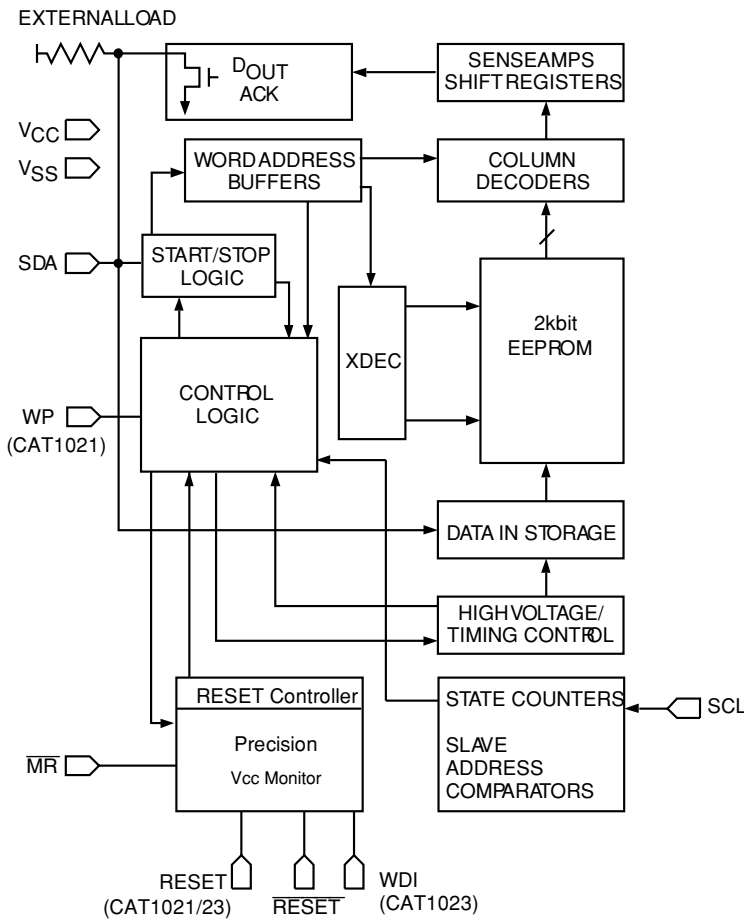 EXTERNALLOAD
DOUT
ACK
SENSEAMPS
SHIFTREGISTERS
VCC
VSS
WORDADDRESS
BUFFERS
COLUMN
DECODERS
SDA
START/STOP
LOGIC
2kbit
EEPROM
XDEC
CONTROL
LOGIC
WP
(CAT1021)
DATA IN STORAGE
HIGHVOLTAGE/
TIMING CONTROL
RESET Controller
Precision
Vcc Monitor
STATE COUNTERS
SLAVE
ADDRESS
COMPARATORS
SCL
MR
RESET
(CAT1021/23)
RESET
WDI
(CAT1023)